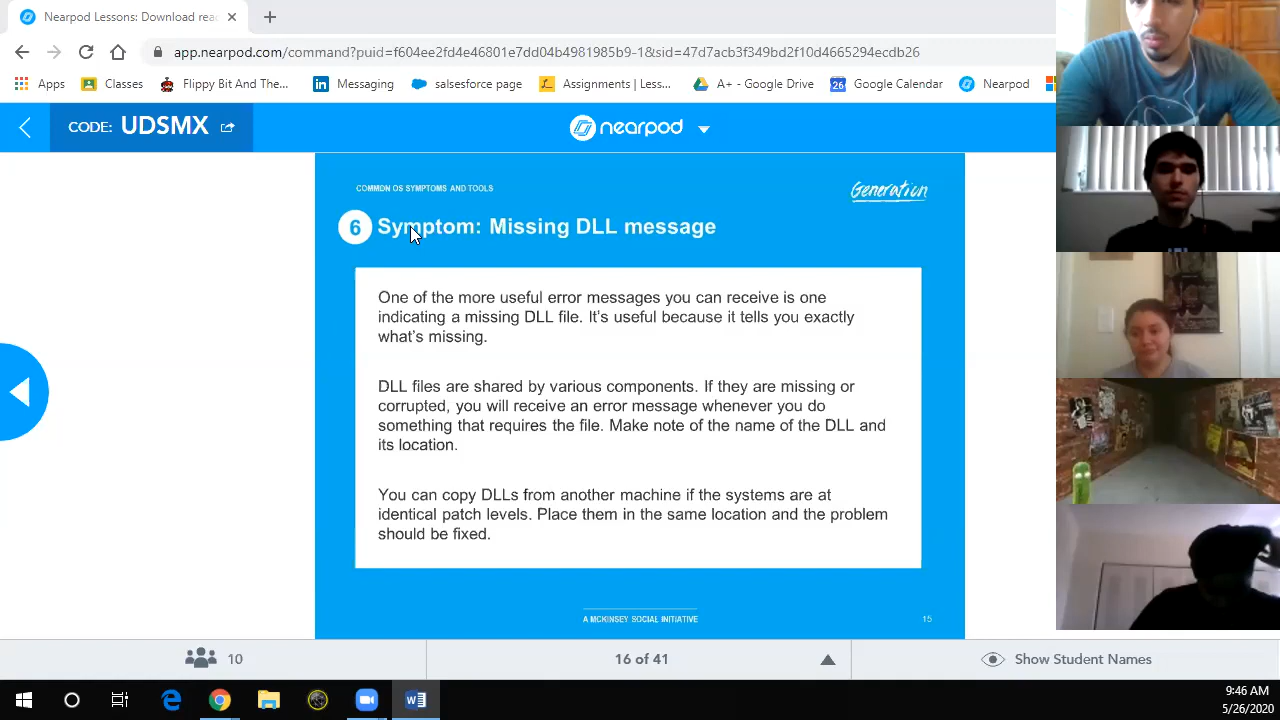 Nearpod Lessons: Download rea
app.nearpod.com/command?puid=f604ee2fd4e46801e7dd04b4981985b9-1&sid=47d7acb3f349bd2f10d4665294ecdb26
Apps Classes Flippy Bit And The... Messaging salsesforce page Assignments | Less... A+ - Google Drive 26 Google Calendar Nearpod
CODE: UDSMX nearpod
COMMON OS SYMPTOMS AND TOOLS
Generation
6 Symptom: Missing DLL message
One of the more useful error messages you can receive is one
indicating a missing DLL file. It's useful because it tells you exactly
what's missing.
DLL files are shared by various components. If they are missing or
corrupted, you will receive an error message whenever you do
something that requires the file. Make note of the name of the DLL and
its location.
You can copy DLLs from another machine if the systems are at
identical patch levels. Place them in the same location and the problem
should be fixed.
A MCKINSEY SOCIAL INITIATIVE
15
10 16 of 41 Show Student Names
9:46 AM
5/26/2020